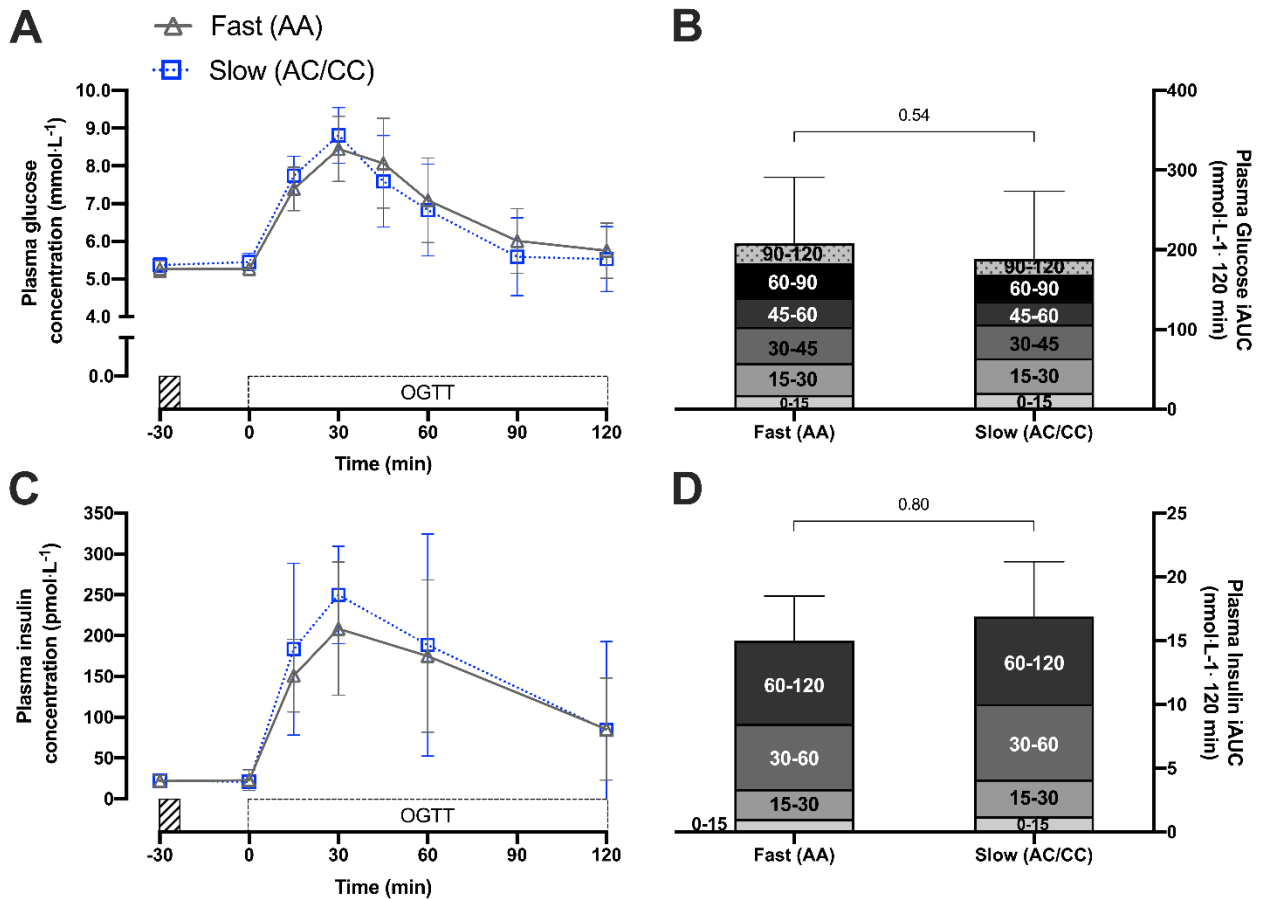 A
Fast (AA)
Slow (AC/CC)
Plasma glucose
concentration (mmol·L-1)
10.0
9.0
8.0
7.0
6.0
5.0
4.0
0.0
OGTT
-30
0
30
60
90
120
Time (min)
B
0.54
400
300
200
100
0
Plasma Glucose iAUC
(mmol·L-1· 120 min)
90-120
60-90
45-60
30-45
15-30
0-15
90-120
60-90
45-60
30-45
15-30
0-15
Fast (AA)
Slow (AC/CC)
C
Plasma insulin
concentration (pmol·L-1)
350
300
250
200
150
100
50
0
OGTT
-30
0
30
60
90
120
Time (min)
D
0.80
25
20
15
10
5
0
Plasma Insulin iAUC
(nmol·L-1· 120 min)
60-120
30-60
15-30
0-15
60-120
30-60
15-30
0-15
Fast (AA)
Slow (AC/CC)